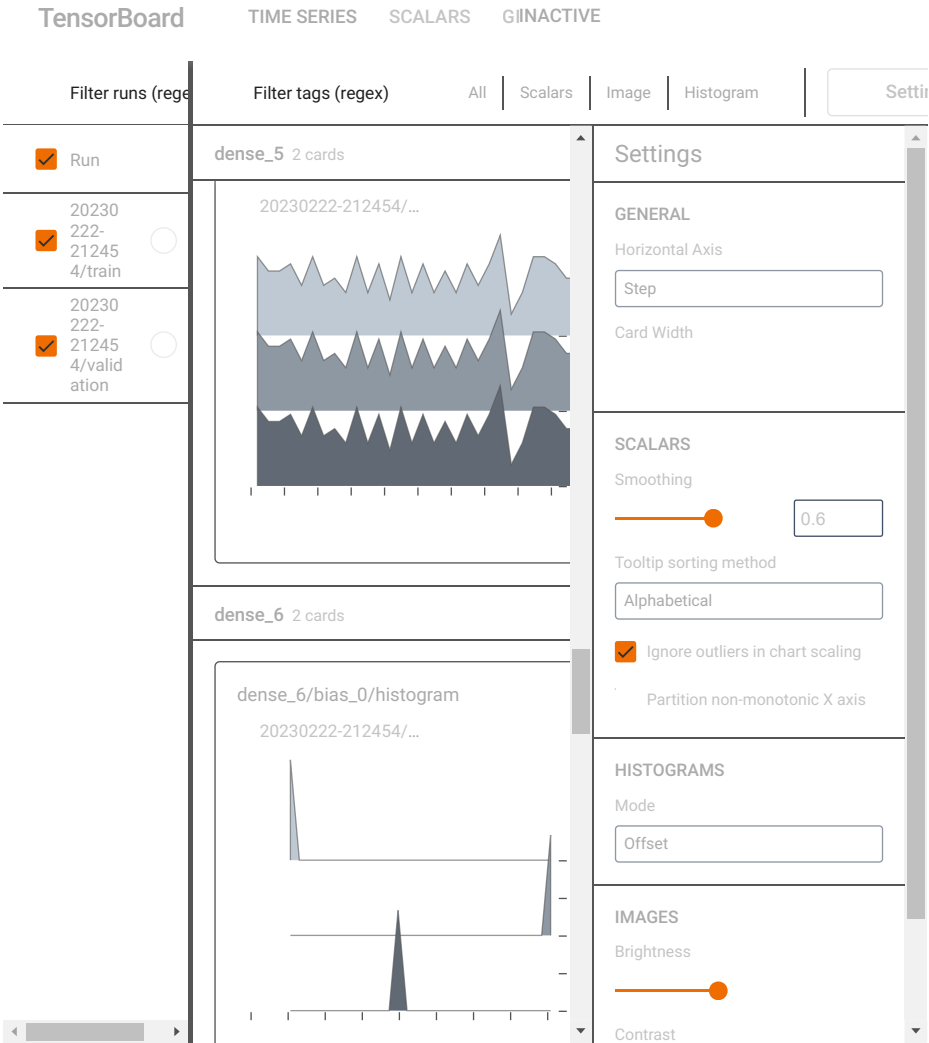 TensorBoard TIME SERIES SCALARS INACTIVE
Filter runs (rege Filter tags (regex) All Scalars Image Histogram Settin
Run
20230
222-
21245
4/train
20230
222-
21245
4/valid
ation
dense_5 2 cards
20230222-212454/…
dense_6 2 cards
dense_6/bias_0/histogram
20230222-212454/…
Settings
GENERAL
Horizontal Axis
Step
Card Width
SCALARS
Smoothing
0.6
Tooltip sorting method
Alphabetical
Ignore outliers in chart scaling
Partition non-monotonic X axis
HISTOGRAMS
Mode
Offset
IMAGES
Brightness
Contrast